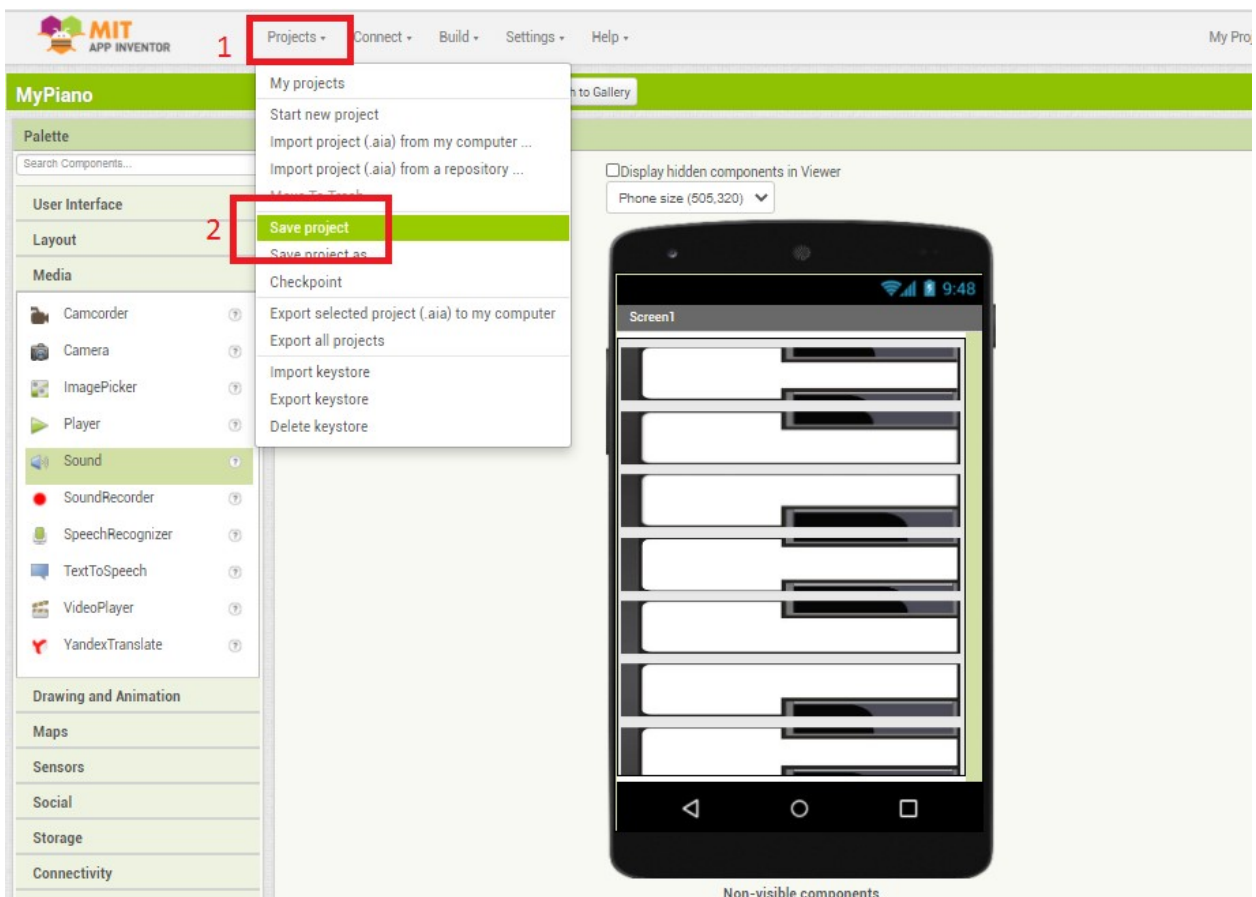 MIT
APP INVENTOR
1
Projects
Connect
Build
Settings
Help
My Pro
MyPiano
to Gallery
My projects
Start new project
Import project (.aia) from my computer ...
Import project (.aia) from a repository ...
Move To Trash
2
Save project
Save project as
Checkpoint
Export selected project (.aia) to my computer
Export all projects
Import keystore
Export keystore
Delete keystore
Palette
Search Components...
User Interface
Layout
Media
Camcorder
Camera
ImagePicker
Player
Sound
SoundRecorder
SpeechRecognizer
TextToSpeech
VideoPlayer
YandexTranslate
Drawing and Animation
Maps
Sensors
Social
Storage
Connectivity
Display hidden components in Viewer
Phone size (505,320)
9:48
Screen1
Non-visible components